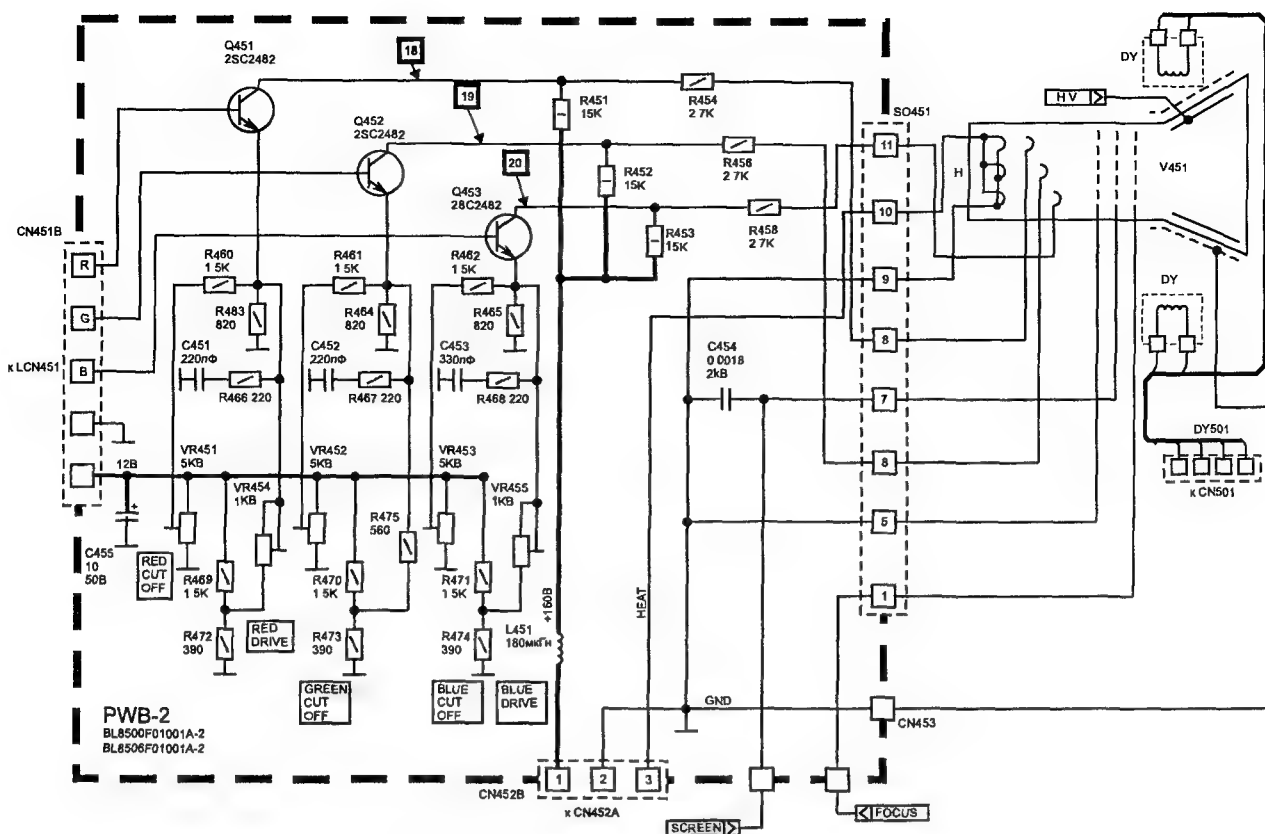 Q451
2SC2482
18
19
Q452
2SC2482
20
Q453
28C2482
R451
15K
R454
2 7K
R452
15K
R456
2 7K
R453
15K
R458
2 7K
SO451
11
10
9
8
7
6
5
1
DY
HV
V451
H
DY
DY501
к CN501
CN451B
R
G
B
к LCN451
R460
1 5K
R461
1 5K
R462
1 5K
R483
820
R464
820
R465
820
C451
220пФ
C452
220пФ
C453
330пФ
R466 220
R467 220
R468 220
C454
0 0018
2kB
12B
VR451
5KB
VR454
1KB
VR452
5KB
VR453
5KB
VR455
1KB
R475
560
C455
10
50B
RED
CUT
OFF
R469
1 5K
R470
1 5K
R471
1 5K
R472
390
RED
DRIVE
R473
390
R474
390
L451
180мкГн
+160B
HEAT
GREEN
CUT
OFF
BLUE
CUT
OFF
BLUE
DRIVE
GND
CN453
PWB-2
BL8500F01001A-2
BL8506F01001A-2
CN452B
1
2
3
к CN452A
SCREEN
FOCUS